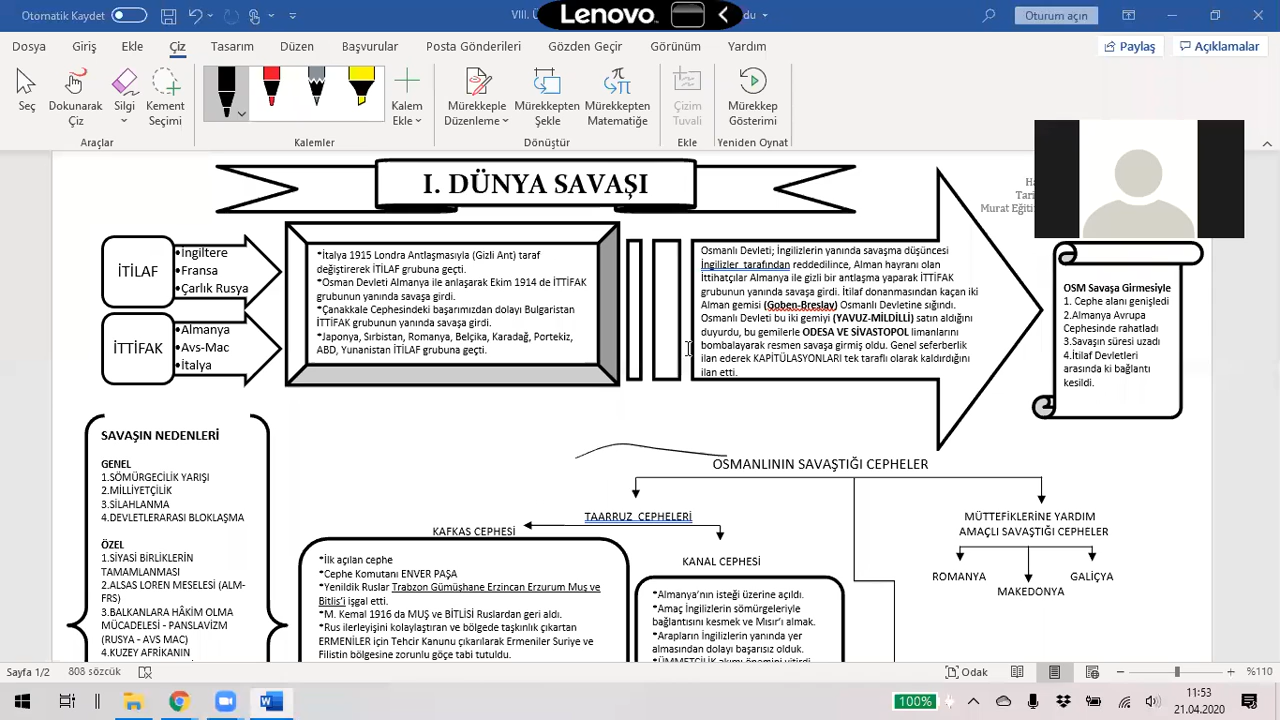 Otomatik Kaydet
VIII. Ü
du
Lenovo
Oturum açın
Dosya
Giriş
Ekle
Çiz
Tasarım
Düzen
Başvurular
Posta Gönderileri
Gözden Geçir
Görünüm
Yardım
Paylaş
Açıklamalar
Seç
Dokunarak
Çiz
Silgi
Kement
Seçimi
Kalem
Ekle
Mürekkeple
Düzenleme
Mürekkepten
Şekle
Mürekkepten
Matematiğe
Çizim
Tuvali
Mürekkep
Gösterimi
Araçlar
Kalemler
Dönüştür
Ekle
Yeniden Oynat
I. DÜNYA SAVAŞI
Ha
Tari
Murat Eğiti
İTİLAF
•İngiltere
•Fransa
•Çarlık Rusya
İTTİFAK
•Almanya
•Avs-Mac
•İtalya
*İtalya 1915 Londra Antlaşmasıyla (Gizli Ant) taraf
değiştirerek İTİLAF grubuna geçti.
*Osman Devleti Almanya ile anlaşarak Ekim 1914 de İTTİFAK
grubunun yanında savaşa girdi.
*Çanakkale Cephesindeki başarımızdan dolayı Bulgaristan
İTTİFAK grubunun yanında savaşa girdi.
*Japonya, Sırbistan, Romanya, Belçika, Karadağ, Portekiz,
ABD, Yunanistan İTİLAF grubuna geçti.
Osmanlı Devleti; İngilizlerin yanında savaşma düşüncesi
İngilizler tarafından reddedilince, Alman hayranı olan
İttihatçılar Almanya ile gizli bir antlaşma yaparak İTTİFAK
grubunun yanında savaşa girdi. İtilaf donanmasından kaçan iki
Alman gemisi (Goben-Breslav) Osmanlı Devletine sığındı.
Osmanlı Devleti bu iki gemiyi (YAVUZ-MİLDİLLİ) satın aldığını
duyurdu, bu gemilerle ODESA VE SİVASTOPOL limanlarını
bombalayarak resmen savaşa girmiş oldu. Genel seferberlik
ilan ederek KAPİTÜLASYONLARI tek taraflı olarak kaldırdığını
ilan etti.
OSM Savaşa Girmesiyle
1. Cephe alanı genişledi
2.Almanya Avrupa
Cephesinde rahatladı
3.Savaşın süresi uzadı
4.İtilaf Devletleri
arasında ki bağlantı
kesildi.
SAVAŞIN NEDENLERİ
GENEL
1.SÖMÜRGECİLİK YARIŞI
2.MİLLİYETÇİLİK
3.SİLAHLANMA
4.DEVLETLERARASI BLOKLAŞMA
ÖZEL
1.SİYASİ BİRLİKLERİN
TAMAMLANMASI
2.ALSAS LOREN MESELESİ (ALM-
FRS)
3.BALKANLARA HÂKİM OLMA
MÜCADELESİ - PANSLAVİZM
(RUSYA - AVS MAC)
4.KUZEY AFRİKANIN
OSMANLININ SAVAŞTIĞI CEPHELER
TAARRUZ CEPHELERİ
MÜTTEFİKLERİNE YARDIM
AMAÇLI SAVAŞTIĞI CEPHELER
KAFKAS CEPHESİ
KANAL CEPHESİ
ROMANYA
MAKEDONYA
GALİÇYA
*İlk açılan cephe
*Cephe Komutanı ENVER PAŞA
*Yenildik Ruslar Trabzon Gümüşhane Erzincan Erzurum Muş ve
Bitlis'i işgal etti.
*M. Kemal 1916 da MUŞ ve BİTLİSİ Ruslardan geri aldı.
*Rus ilerleyişini kolaylaştıran ve bölgede taşkınlık çıkartan
ERMENİLER için Tehcir Kanunu çıkarılarak Ermeniler Suriye ve
Filistin bölgesine zorunlu göçe tabi tutuldu.
*Almanya'nın isteği üzerine açıldı.
*Amaç İngilizlerin sömürgeleriyle
bağlantısını kesmek ve Mısır'ı almak.
*Arapların İngilizlerin yanında yer
almasından dolayı başarısız olduk.
*ÜMMETÇİLİK akımı önemini yitirdi
Sayfa 1/2
808 sözcük
Odak
%110
100%
11:53
21.04.2020